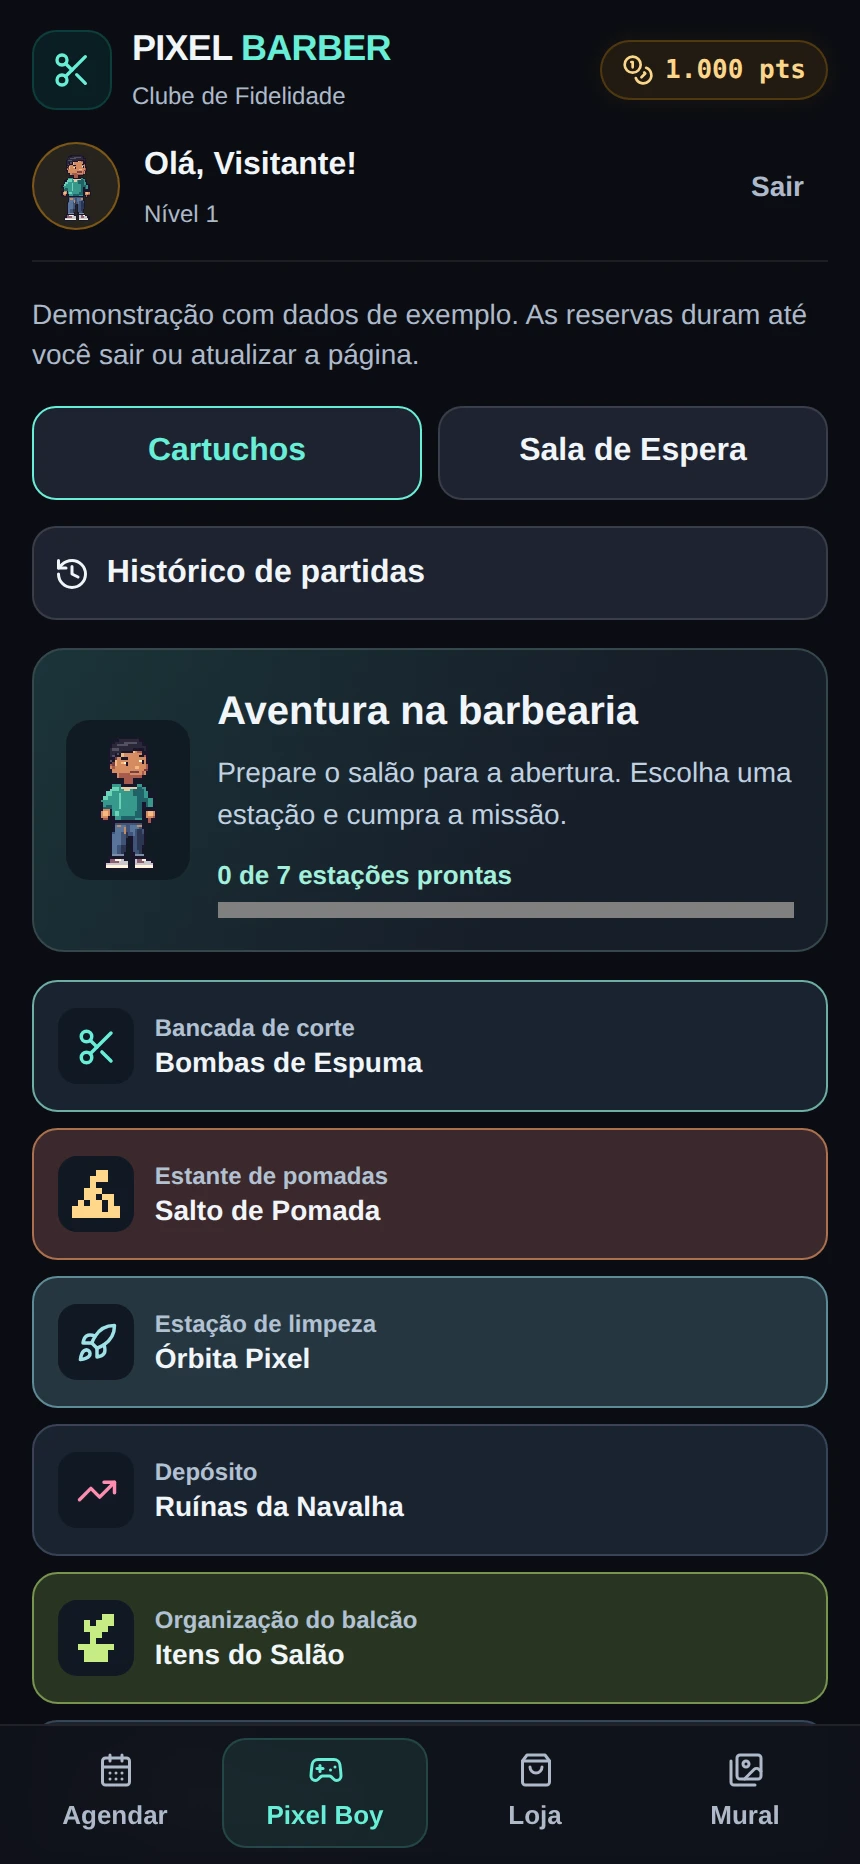 PIXEL BARBER
Clube de Fidelidade
1.000 pts
Olá, Visitante!
Nível 1
Sair
Demonstração com dados de exemplo. As reservas duram até
você sair ou atualizar a página.
Cartuchos
Sala de Espera
Histórico de partidas
Aventura na barbearia
Prepare o salão para a abertura. Escolha uma
estação e cumpra a missão.
0 de 7 estações prontas
Bancada de corte
Bombas de Espuma
Estante de pomadas
Salto de Pomada
Estação de limpeza
Órbita Pixel
Depósito
Ruínas da Navalha
Organização do balcão
Itens do Salão
Agendar
Pixel Boy
Loja
Mural